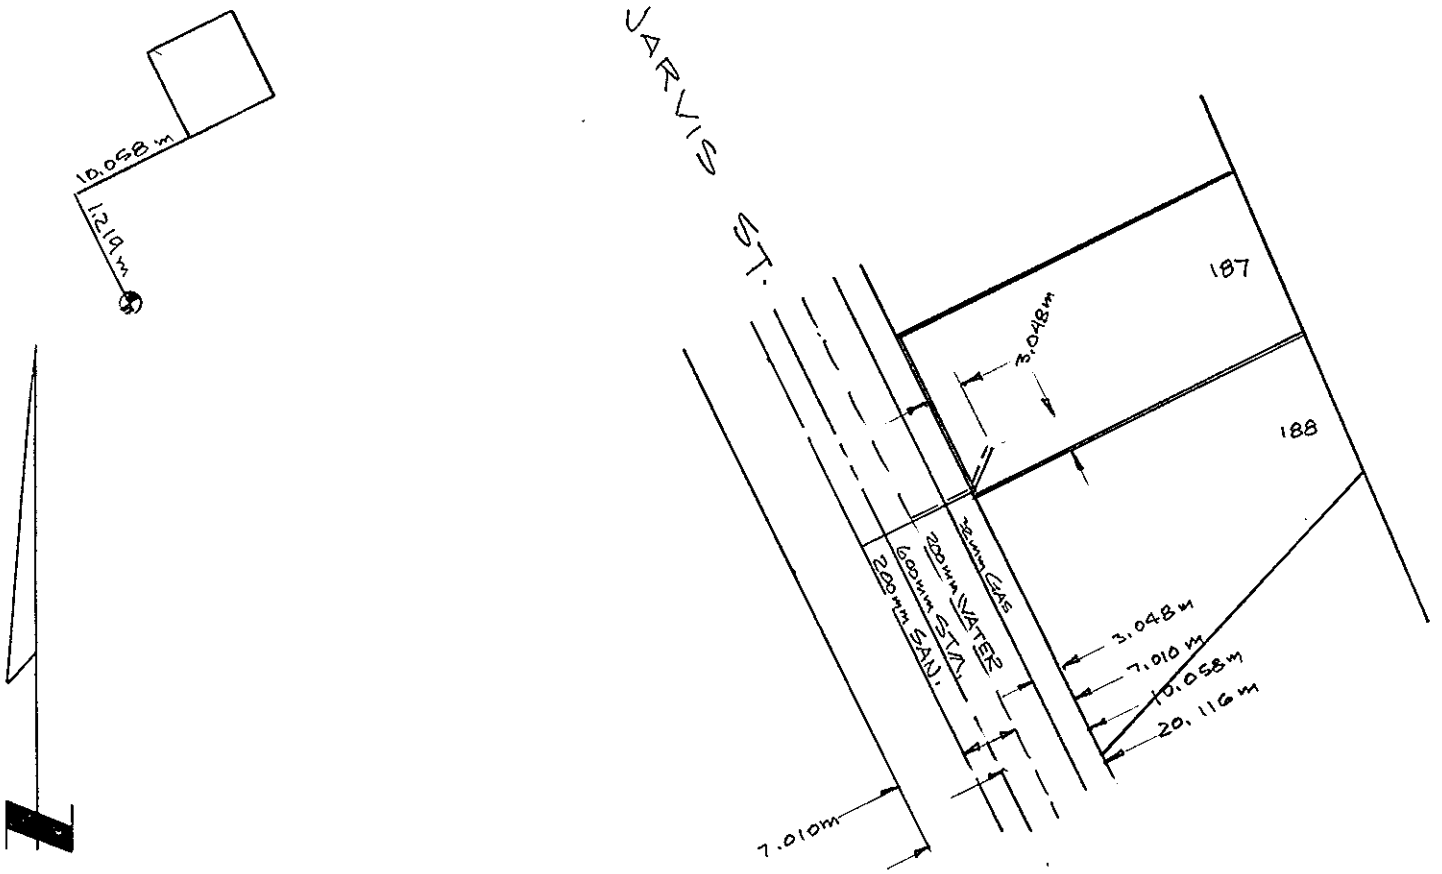 JARVIS ST.
10.058 m
1.219 m
187
3.048m
188
32mm GAS
200mm WATER
600mm STM.
200mm SAN.
3.048 m
7.010 m
10.058 m
20.116 m
7.010m